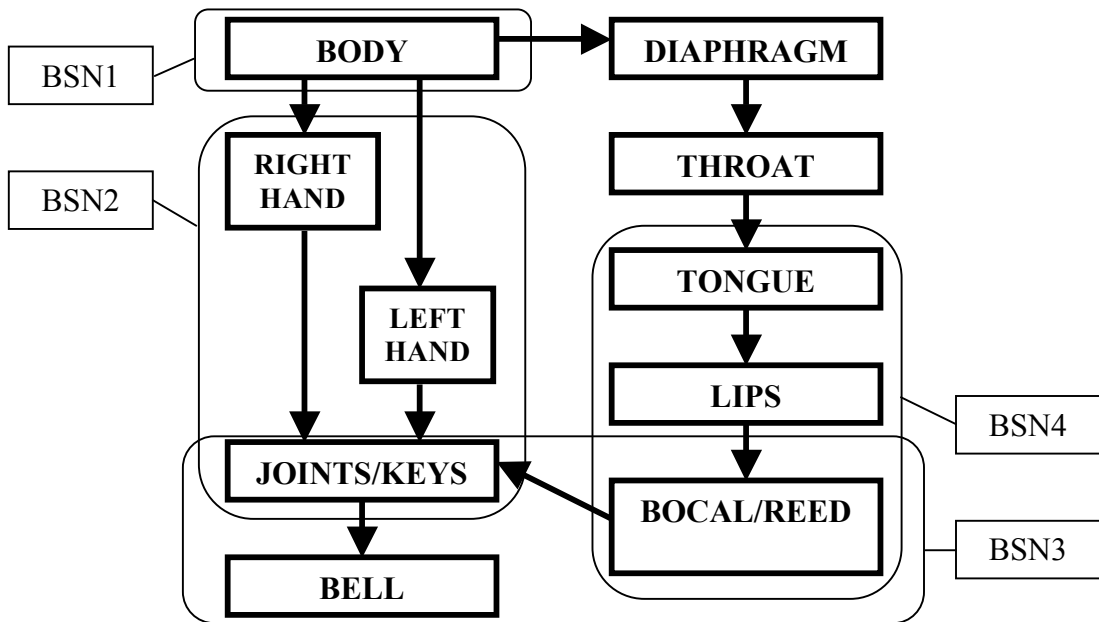 BODY
DIAPHRAGM
BSN1
RIGHT
HAND
THROAT
BSN2
TONGUE
LEFT
HAND
LIPS
BSN4
JOINTS/KEYS
BOCAL/REED
BSN3
BELL